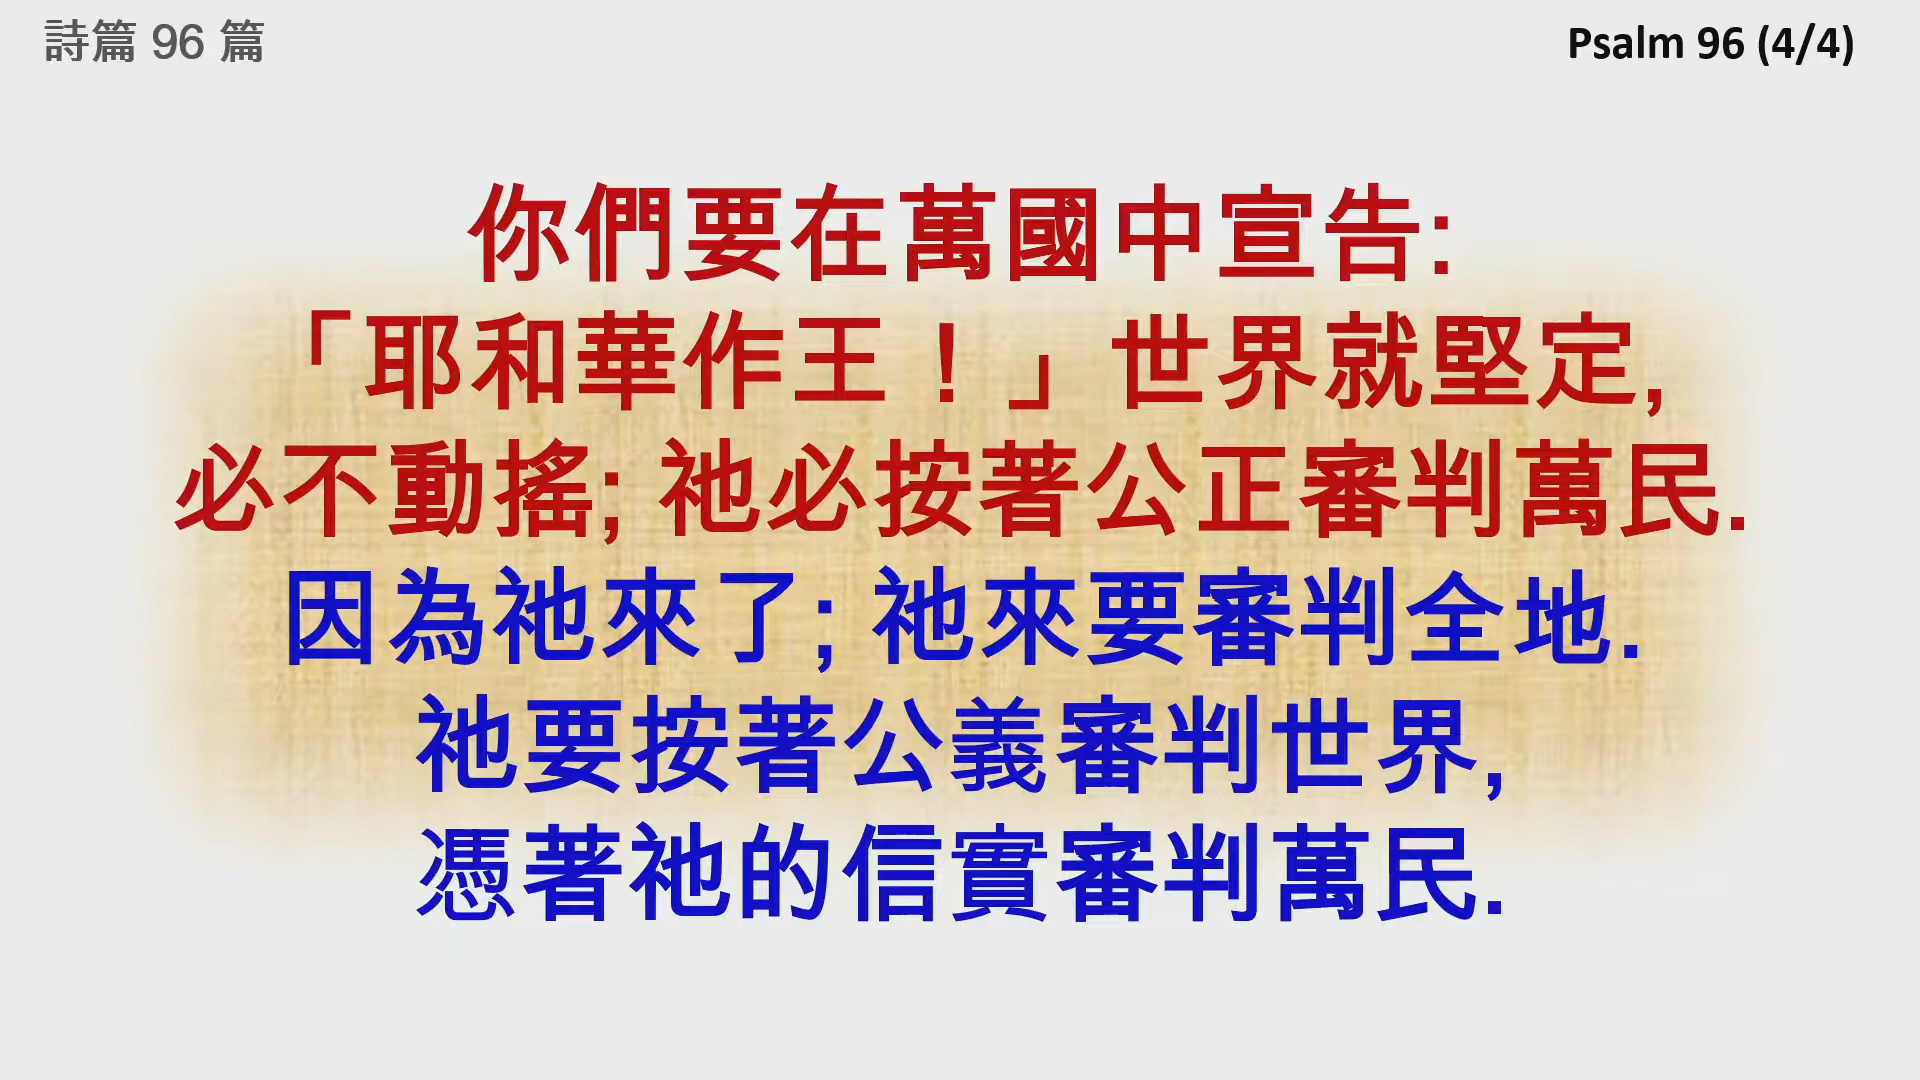 詩篇 96 篇
Psalm 96 (4/4)
你們要在萬國中宣告:
「耶和華作王！」世界就堅定,
必不動搖; 祂必按著公正審判萬民.
因為祂來了; 祂來要審判全地.
祂要按著公義審判世界,
憑著祂的信實審判萬民.